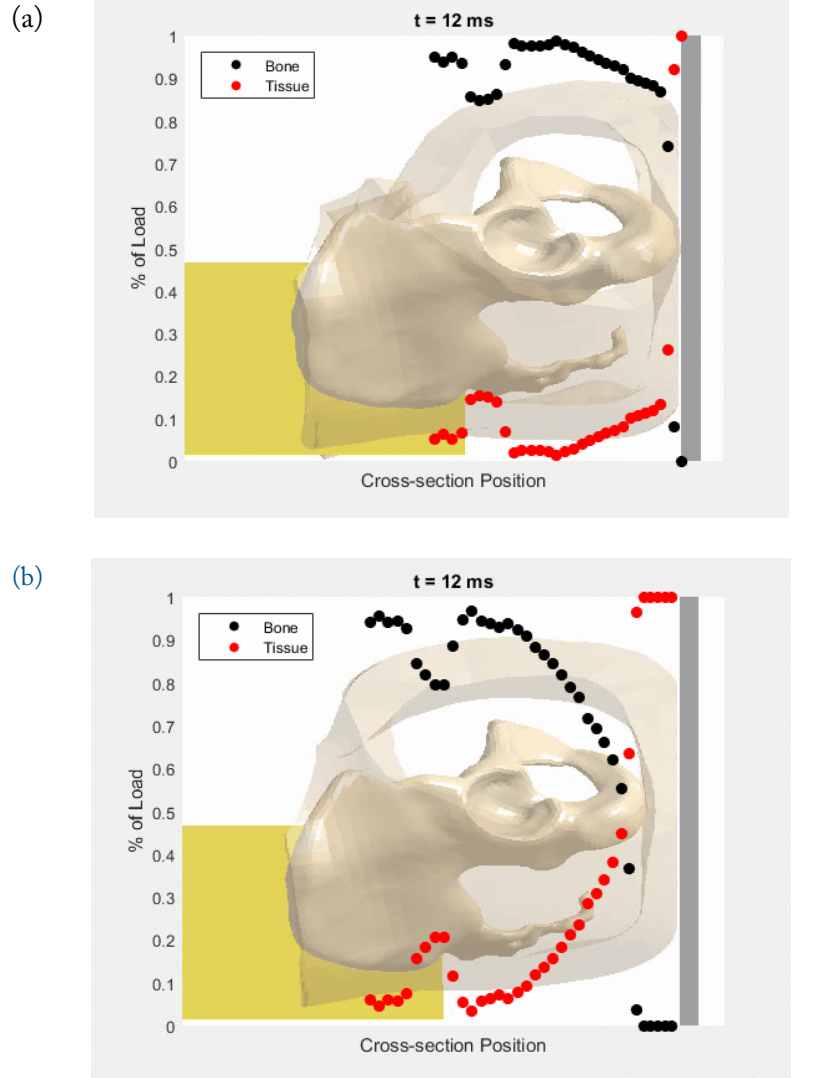 (a)
t = 12 ms
1
Bone
Tissue
0.9
0.8
0.7
0.6
0.5
0.4
0.3
0.2
0.1
0
% of Load
Cross-section Position
(b)
t = 12 ms
1
Bone
Tissue
0.9
0.8
0.7
0.6
0.5
0.4
0.3
0.2
0.1
0
% of Load
Cross-section Position